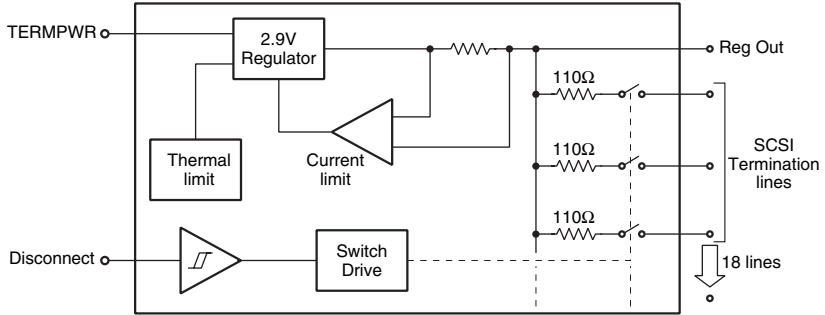 TERMPWR
2.9V
Regulator
Reg Out
110Ω
Thermal
limit
Current
limit
110Ω
SCSI
Termination
lines
110Ω
Disconnect
Switch
Drive
18 lines